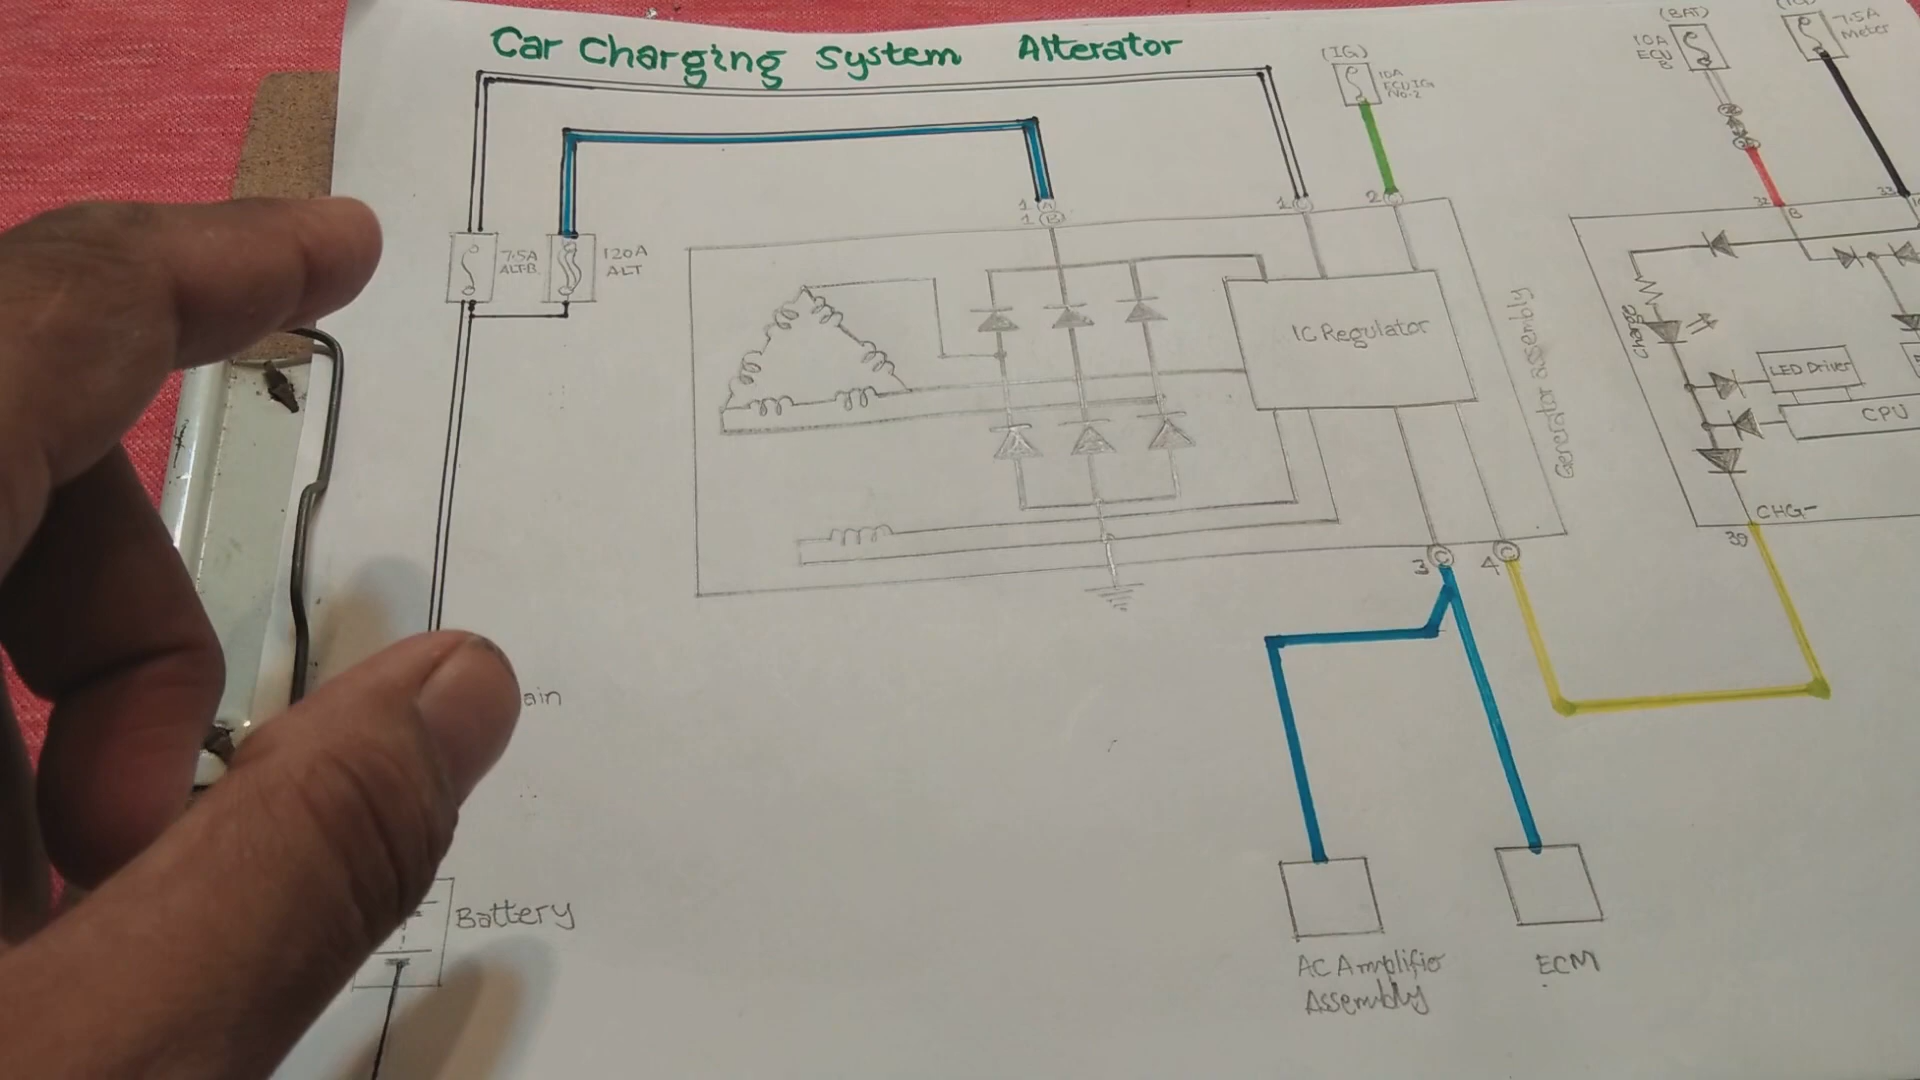 Car Charging System Alterator
(IG)
10A
ECU IG
No.2
(BAT)
10A
ECU
B
7.5A
Meter
7.5A
ALT-B
120A
ALT
1 (A)
1 (B)
1 C
2 C
IC Regulator
Generator assembly
32
B
33
Charge
LED Driver
CPU
CHG-
39
3 C
4 C
ain
Battery
AC Amplifier
Assembly
ECM